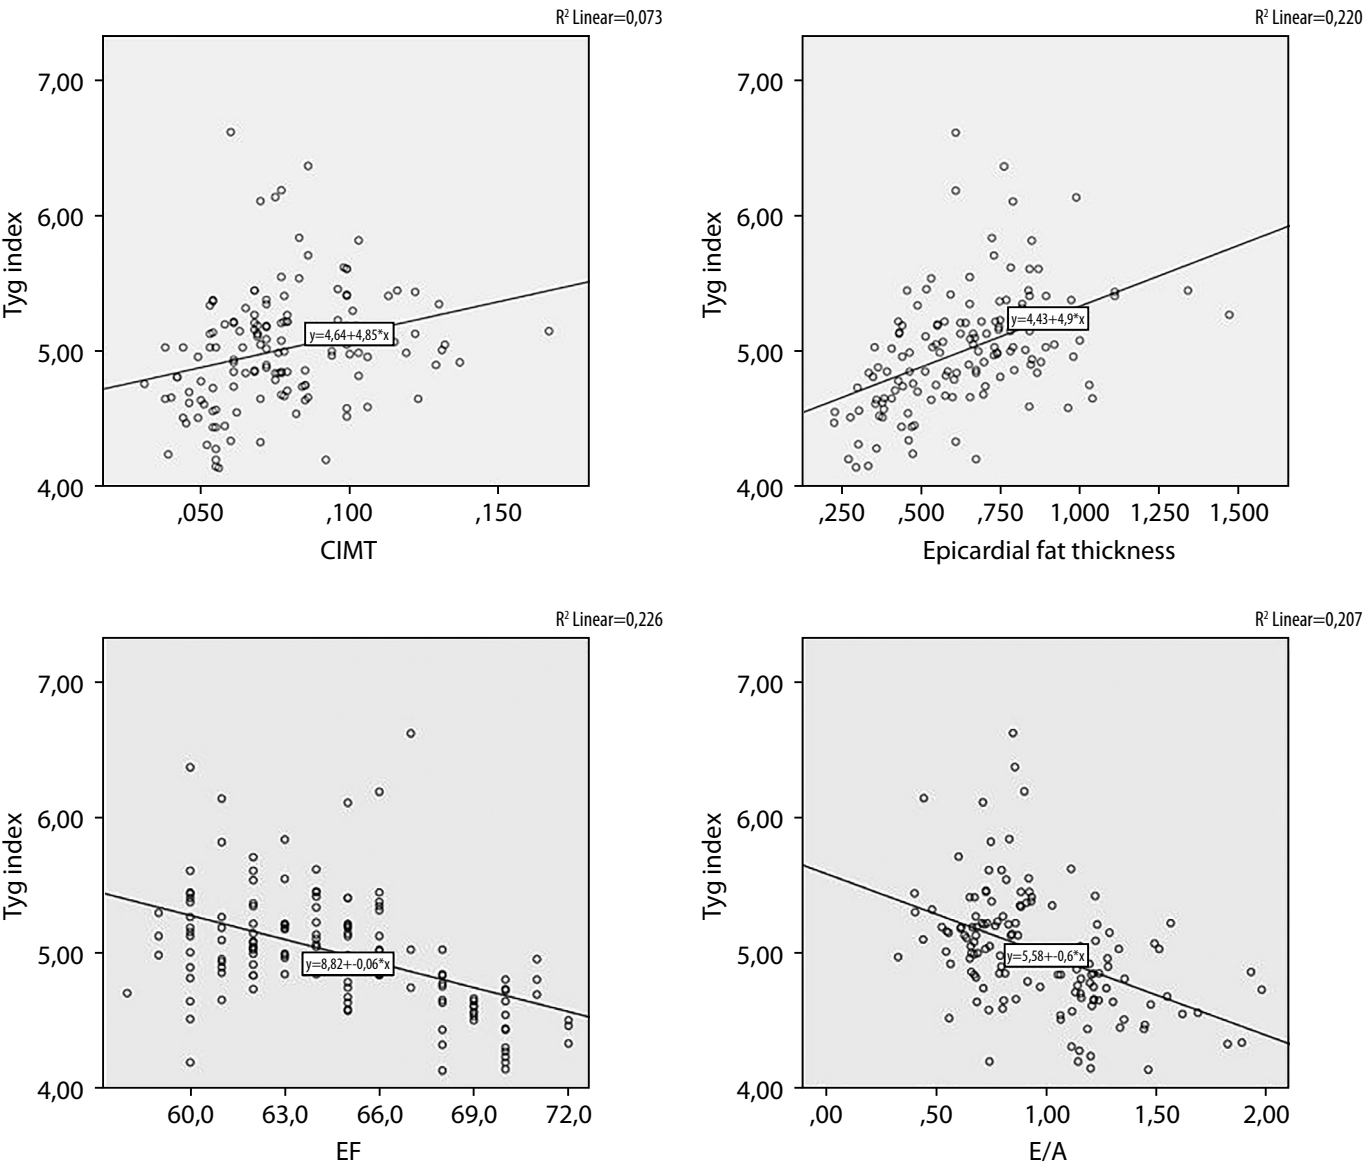 R² Linear=0,073
7,00
6,00
5,00
4,00
Tyg index
y=4,64+4,85*x
,050 ,100 ,150
CIMT
R² Linear=0,220
7,00
6,00
5,00
4,00
Tyg index
y=4,43+4,9*x
,250 ,500 ,750 1,000 1,250 1,500
Epicardial fat thickness
R² Linear=0,226
7,00
6,00
5,00
4,00
Tyg index
y=8,82+-0,06*x
60,0 63,0 66,0 69,0 72,0
EF
R² Linear=0,207
7,00
6,00
5,00
4,00
Tyg index
y=5,58+-0,6*x
,00 ,50 1,00 1,50 2,00
E/A